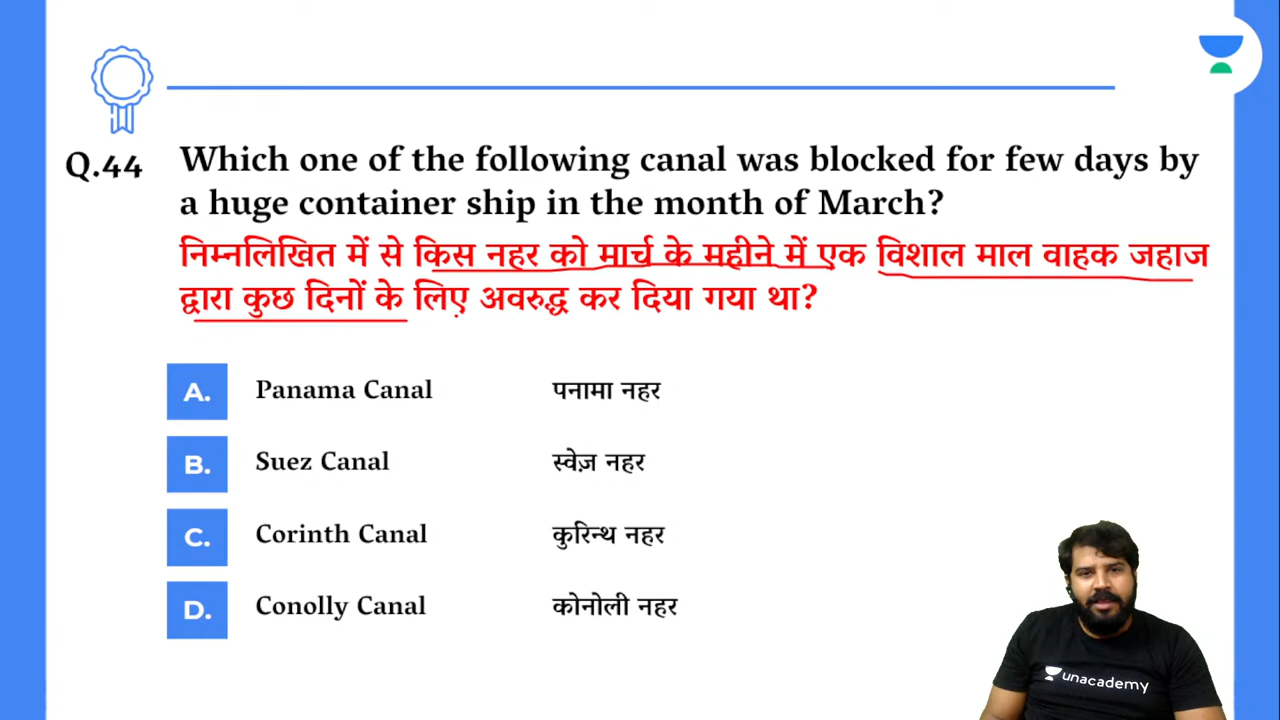 Q.44 Which one of the following canal was blocked for few days by
a huge container ship in the month of March?
निम्नलिखित में से किस नहर को मार्च के महीने में एक विशाल माल वाहक जहाज
द्वारा कुछ दिनों के लिए अवरुद्ध कर दिया गया था?
A. Panama Canal पनामा नहर
B. Suez Canal स्वेज़ नहर
C. Corinth Canal कुरिन्थ नहर
D. Conolly Canal कोनोली नहर
unacademy